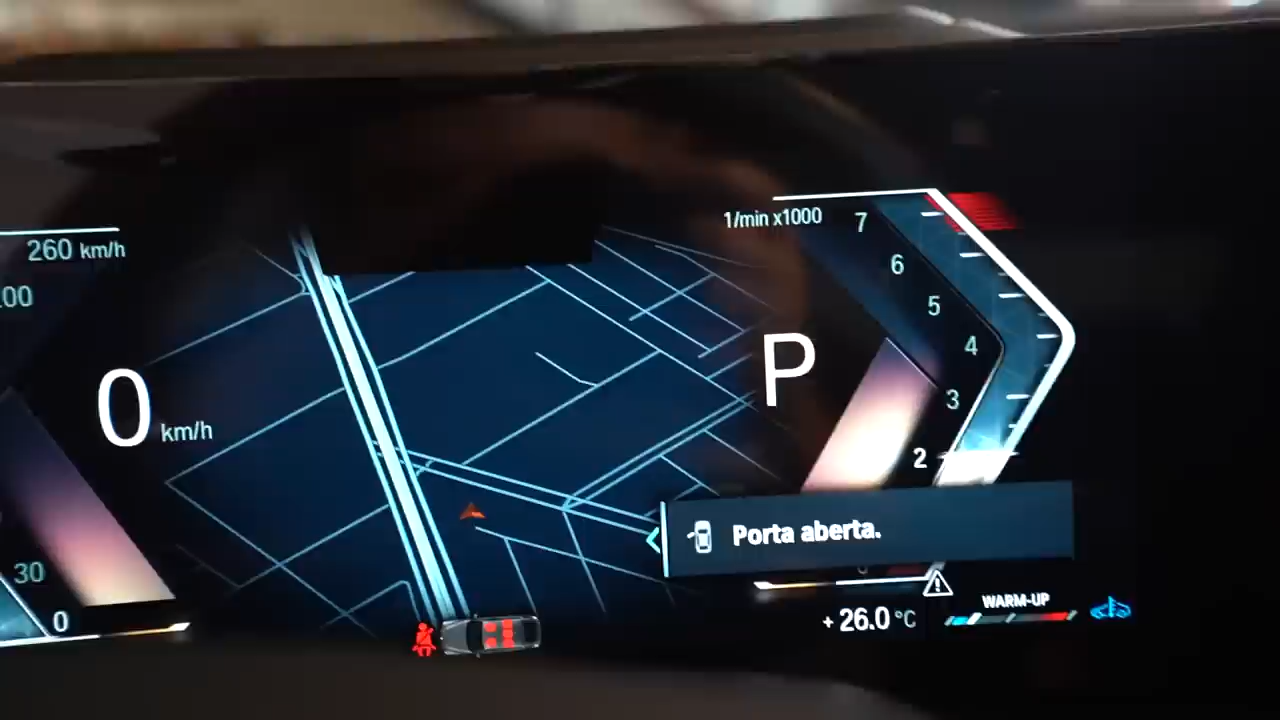 260 km/h
00
0 km/h
30
0
1/min x1000
7
6
5
4
3
2
P
Porta aberta.
+ 26.0 °C
WARM-UP